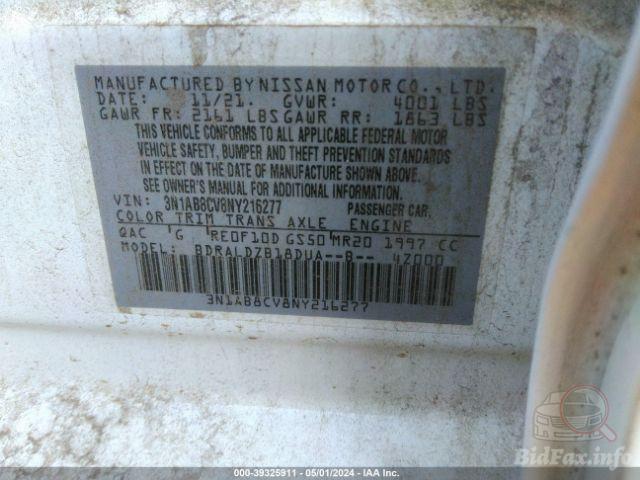 MANUFACTURED BY NISSAN MOTOR CO., LTD.
DATE: 11/21. GVWR: 4001 LBS
GAWR FR: 2161 LBS GAWR RR: 1863 LBS
THIS VEHICLE CONFORMS TO ALL APPLICABLE FEDERAL MOTOR
VEHICLE SAFETY, BUMPER AND THEFT PREVENTION STANDARDS
IN EFFECT ON THE DATE OF MANUFACTURE SHOWN ABOVE.
SEE OWNER'S MANUAL FOR ADDITIONAL INFORMATION.
VIN: 3N1AB8CV8NY216277 PASSENGER CAR.
COLOR TRIM TRANS AXLE ENGINE
QAC G RE0F10D GS50 MR20 1997 CC
MODEL: BDRALDZB18DUA--B-- 4Z000
3N1AB8CV8NY216277
BidFax.info
000-39325911 - 05/01/2024 - IAA Inc.